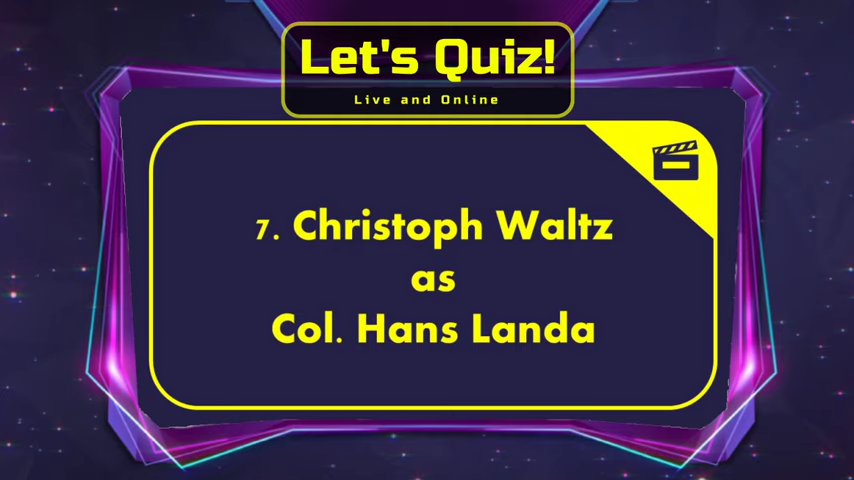 Let's Quiz!
Live and Online
7. Christoph Waltz
as
Col. Hans Landa